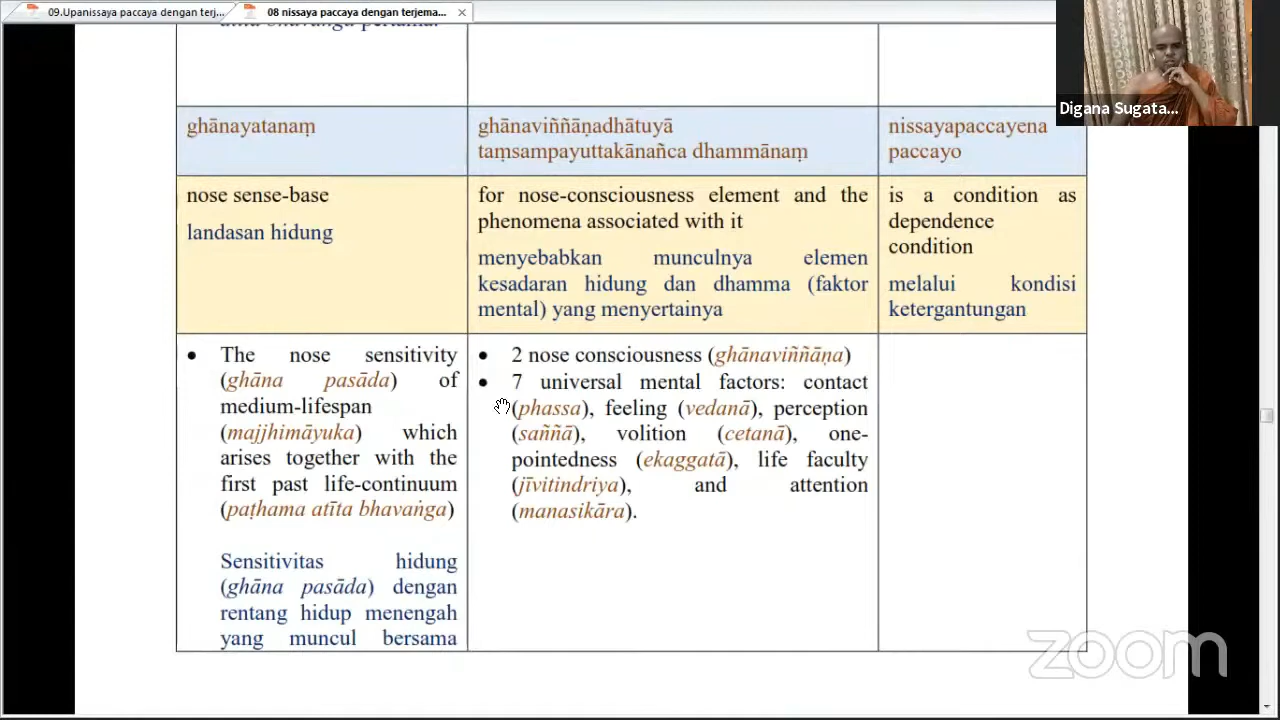 09.Upanissaya paccaya dengan terj...
08 nissaya paccaya dengan terjema...
atīta bhavaṅga pertama.
ghānayatanaṃ
ghānaviññāṇadhātuyā
taṃsampayuttakānañca dhammānaṃ
nissayapaccayena
paccayo
Digana Sugata...
nose sense-base
landasan hidung
for nose-consciousness element and the
phenomena associated with it
menyebabkan munculnya elemen
kesadaran hidung dan dhamma (faktor
mental) yang menyertainya
is a condition as
dependence
condition
melalui kondisi
ketergantungan
• The nose sensitivity
(ghāna pasāda) of
medium-lifespan
(majjhimāyuka) which
arises together with the
first past life-continuum
(paṭhama atīta bhavaṅga)
Sensitivitas hidung
(ghāna pasāda) dengan
rentang hidup menengah
yang muncul bersama
• 2 nose consciousness (ghānaviññāṇa)
• 7 universal mental factors: contact
(phassa), feeling (vedanā), perception
(saññā), volition (cetanā), one-
pointedness (ekaggatā), life faculty
(jīvitindriya), and attention
(manasikāra).
zoom